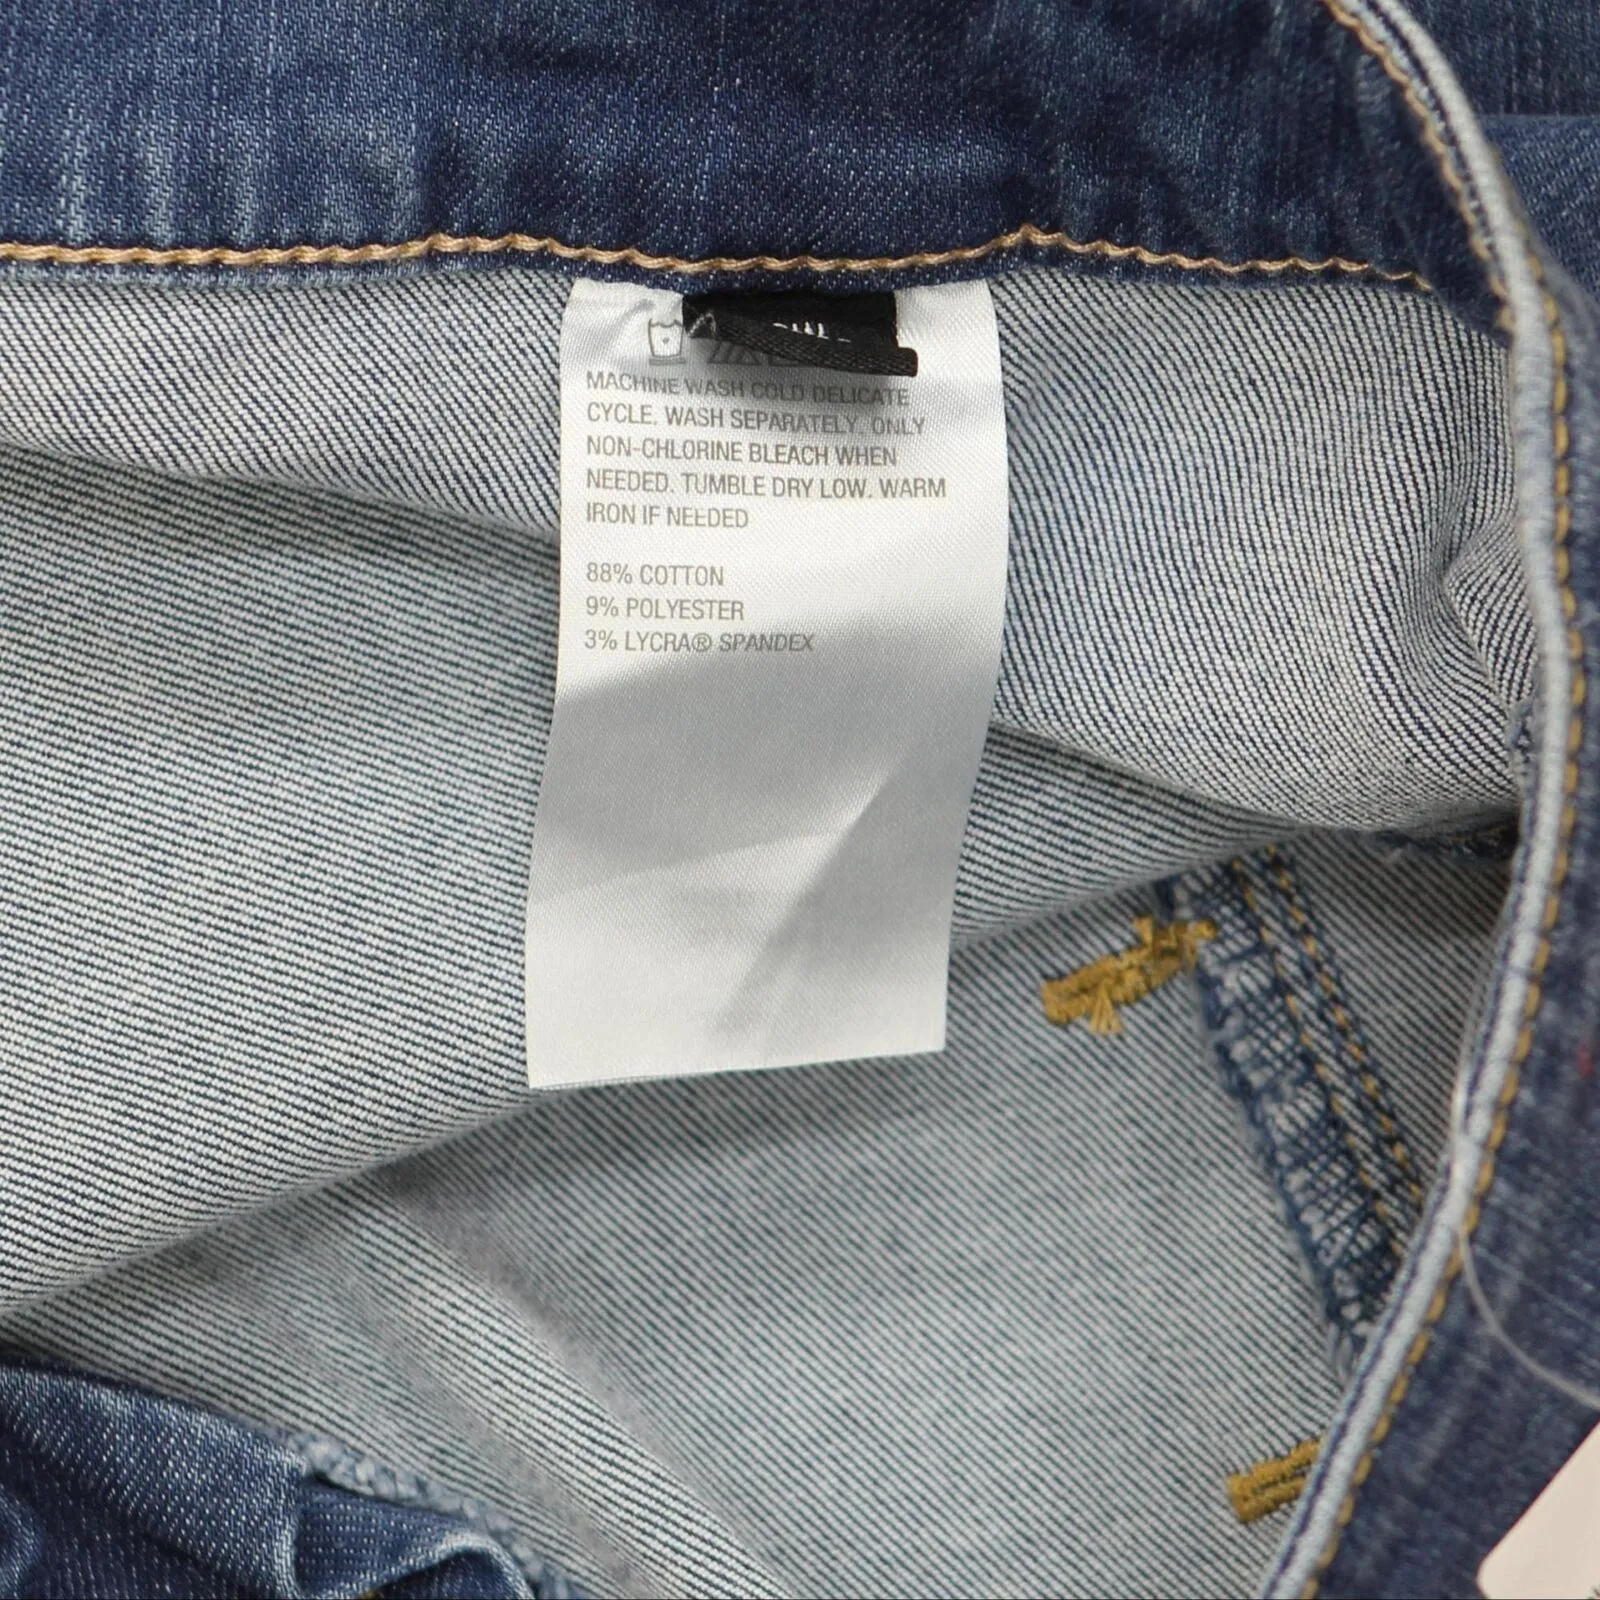 MACHINE WASH COLD DELICATE
CYCLE. WASH SEPARATELY. ONLY
NON-CHLORINE BLEACH WHEN
NEEDED. TUMBLE DRY LOW. WARM
IRON IF NEEDED
88% COTTON
9% POLYESTER
3% LYCRA® SPANDEX